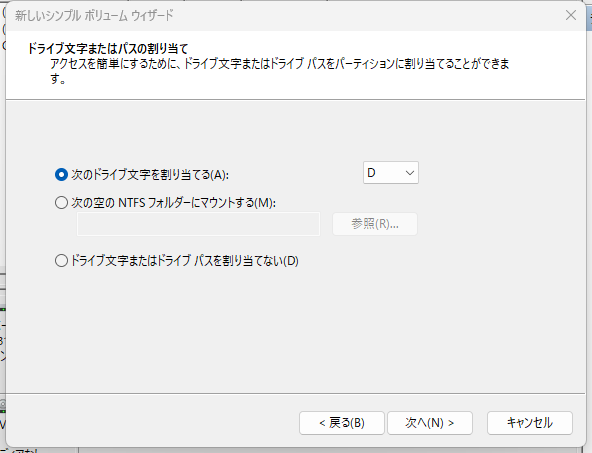 新しいシンプル ボリューム ウィザード
ドライブ文字またはパスの割り当て
アクセスを簡単にするために、ドライブ文字またはドライブ パスをパーティションに割り当てることができま
す。
次のドライブ文字を割り当てる(A):
D
次の空の NTFS フォルダーにマウントする(M):
参照(R)...
ドライブ文字またはドライブ パスを割り当てない(D)
< 戻る(B)
次へ(N) >
キャンセル